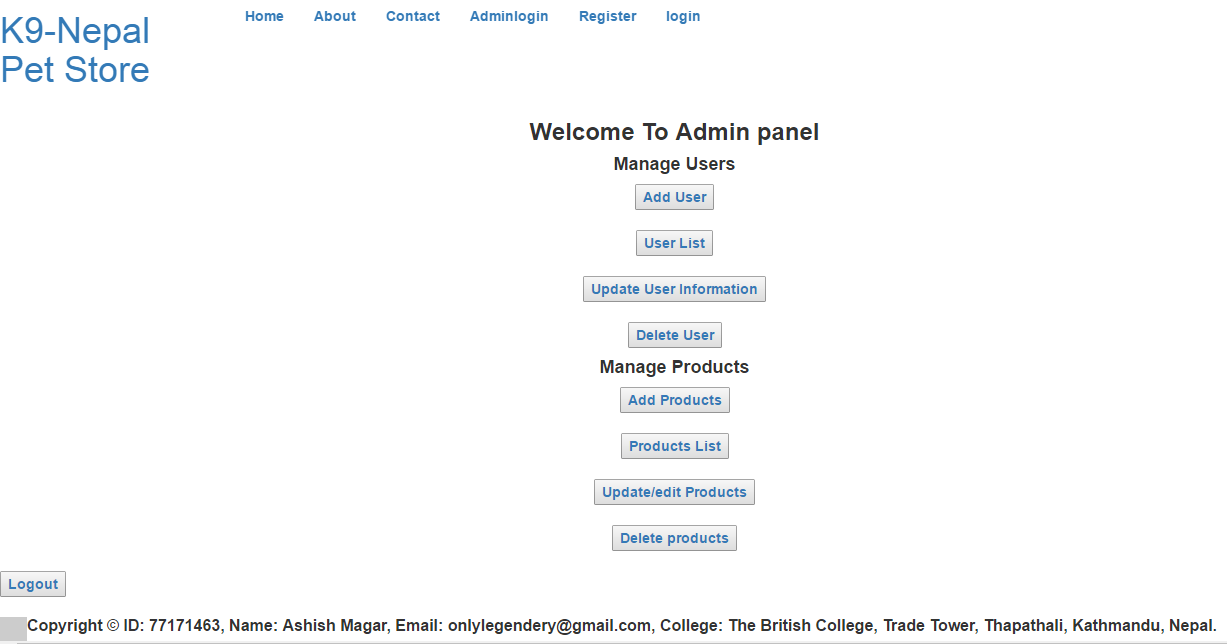 K9-Nepal
Pet Store
Home About Contact Adminlogin Register login
Welcome To Admin panel
Manage Users
Add User
User List
Update User Information
Delete User
Manage Products
Add Products
Products List
Update/edit Products
Delete products
Logout
Copyright © ID: 77171463, Name: Ashish Magar, Email: onlylegendery@gmail.com, College: The British College, Trade Tower, Thapathali, Kathmandu, Nepal.